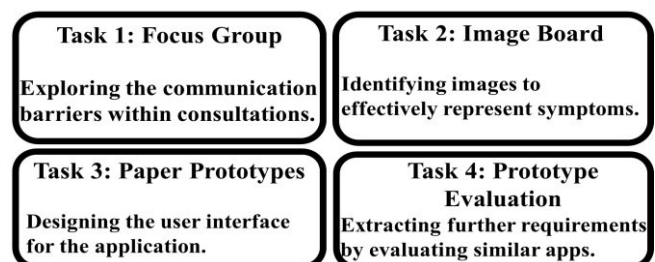 Task 1: Focus Group
Exploring the communication
barriers within consultations.
Task 2: Image Board
Identifying images to
effectively represent symptoms.
Task 3: Paper Prototypes
Designing the user interface
for the application.
Task 4: Prototype
Evaluation
Extracting further requirements
by evaluating similar apps.